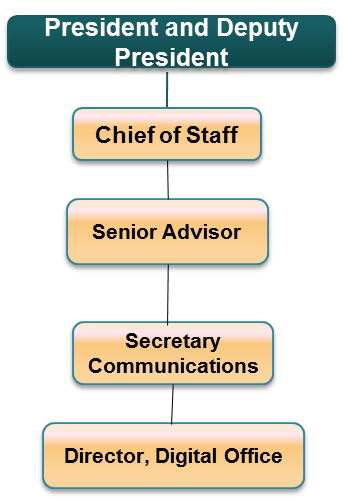 President and Deputy
President
Chief of Staff
Senior Advisor
Secretary
Communications
Director, Digital Office